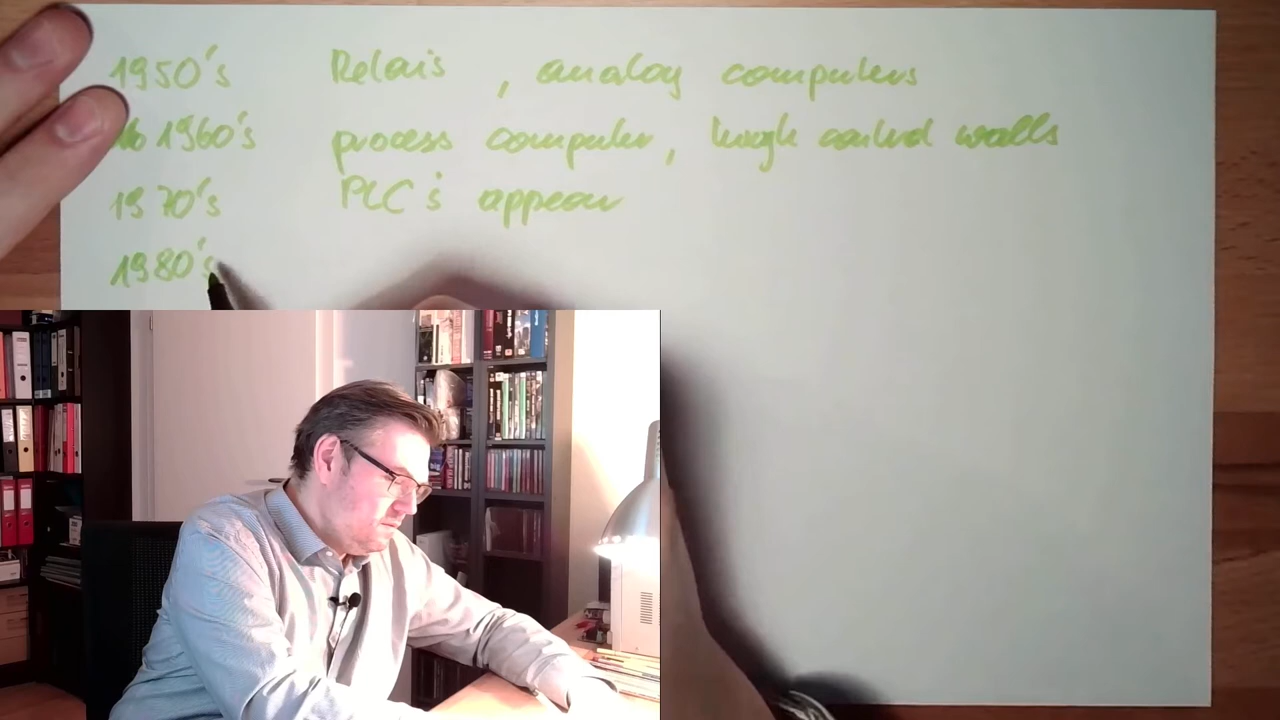 1950's Relais, analog computers
1960's process computer, hugh control walls
1970's PLC's appear
1980's